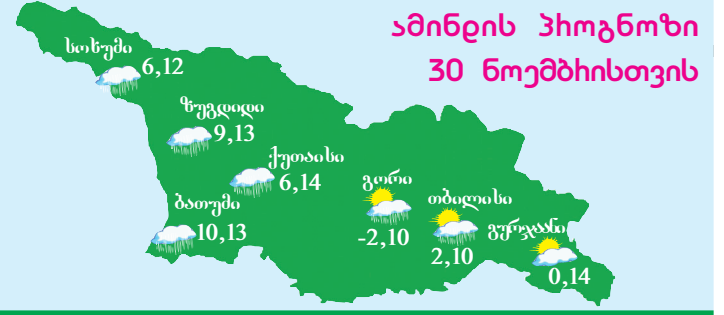 ამინდის პროგნოზი
30 ნოემბრისთვის
სოხუმი
6,12
ზუგდიდი
9,13
ქუთაისი
6,14
ბათუმი
10,13
გორი
-2,10
თბილისი
2,10
გურჯაანი
0,14